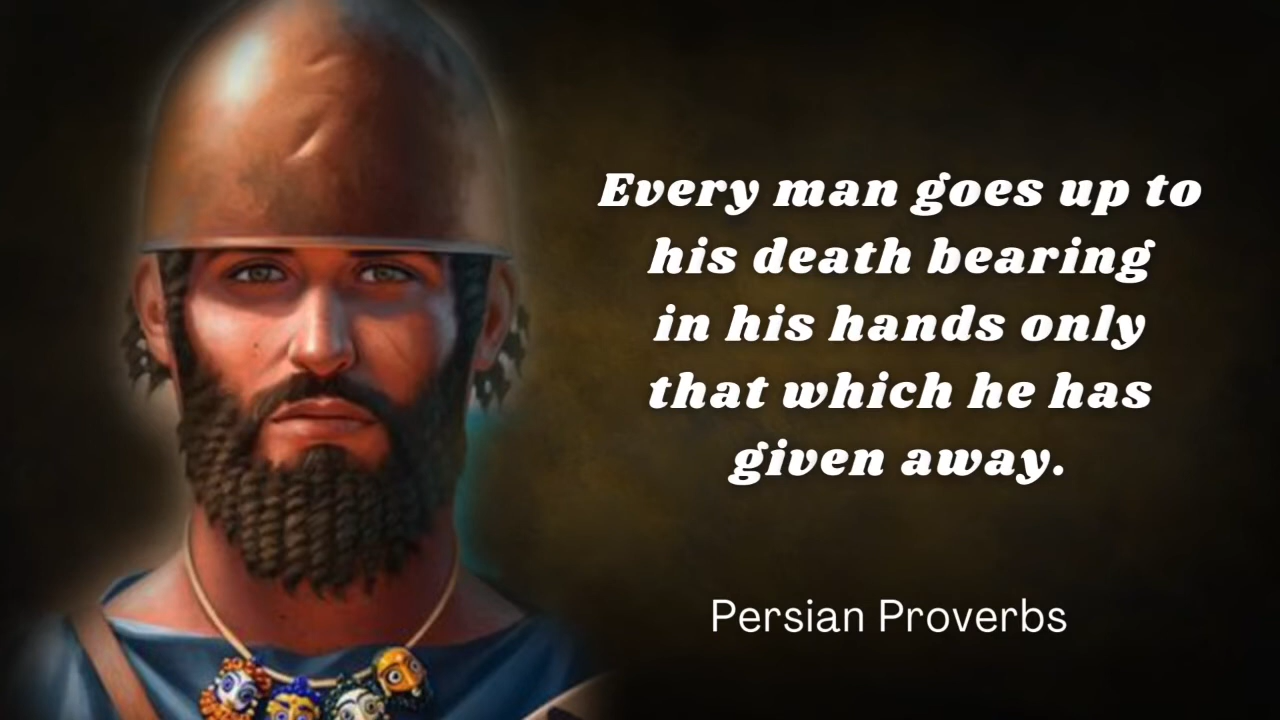 Every man goes up to
his death bearing
in his hands only
that which he has
given away.
Persian Proverbs